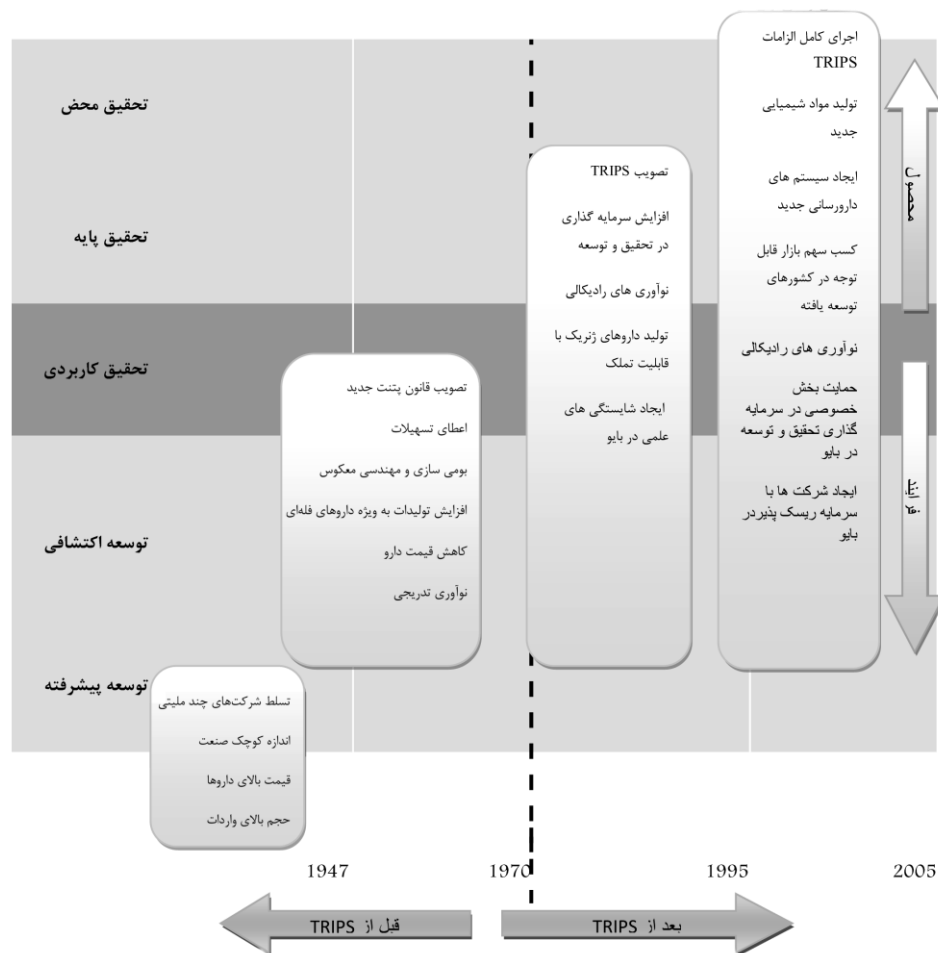 تحقیق محض
تحقیق پایه
تحقیق کاربردی
توسعه اکتشافی
توسعه پیشرفته
تسلط شرکت‌های چند ملیتی
اندازه کوچک صنعت
قیمت بالای داروها
حجم بالای واردات
تصویب قانون پتنت جدید
اعطای تسهیلات
بومی سازی و مهندسی معکوس
افزایش تولیدات به ویژه داروهای فله‌ای
کاهش قیمت دارو
نوآوری تدریجی
تصویب TRIPS
افزایش سرمایه گذاری
در تحقیق و توسعه
نوآوری های رادیکالی
تولید داروهای ژنریک با
قابلیت تملک
ایجاد شایستگی های
علمی در بایو
اجرای کامل الزامات
TRIPS
تولید مواد شیمیایی
جدید
ایجاد سیستم های
دارورسانی جدید
کسب سهم بازار قابل
توجه در کشورهای
توسعه یافته
نوآوری های رادیکالی
حمایت بخش
خصوصی در سرمایه
گذاری تحقیق و توسعه
در بایو
ایجاد شرکت ها با
سرمایه ریسک پذیردر
بایو
محصول
فرایند
1947
1970
1995
2005
قبل از TRIPS
بعد از TRIPS